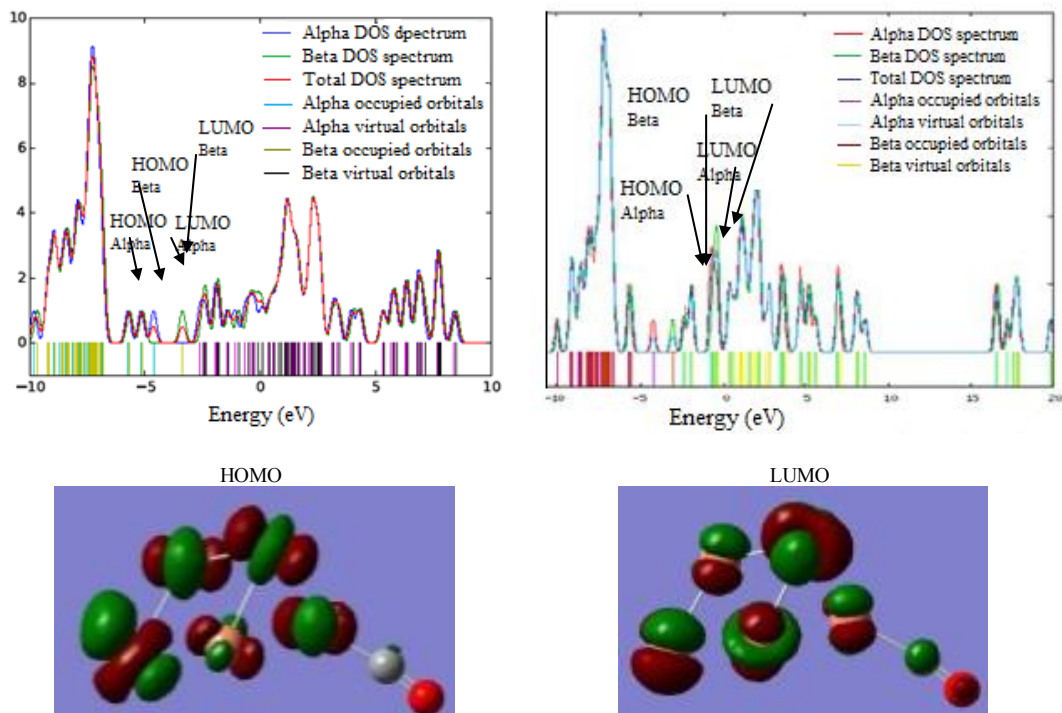 10
8
6
4
2
0
Alpha DOS dpectrum
Beta DOS spectrum
Total DOS spectrum
Alpha occupied orbitals
Alpha virtual orbitals
Beta occupied orbitals
Beta virtual orbitals
LUMO
Beta
HOMO
Beta
HOMO
Alpha
LUMO
Alpha
-10 -5 0 5 10
Energy (eV)
Alpha DOS spectrum
Beta DOS spectrum
Total DOS spectrum
Alpha occupied orbitals
Alpha virtual orbitals
Beta occupied orbitals
Beta virtual orbitals
HOMO
Beta
LUMO
Beta
LUMO
Alpha
HOMO
Alpha
-10 -5 0 5 10 15 20
Energy (eV)
HOMO
LUMO